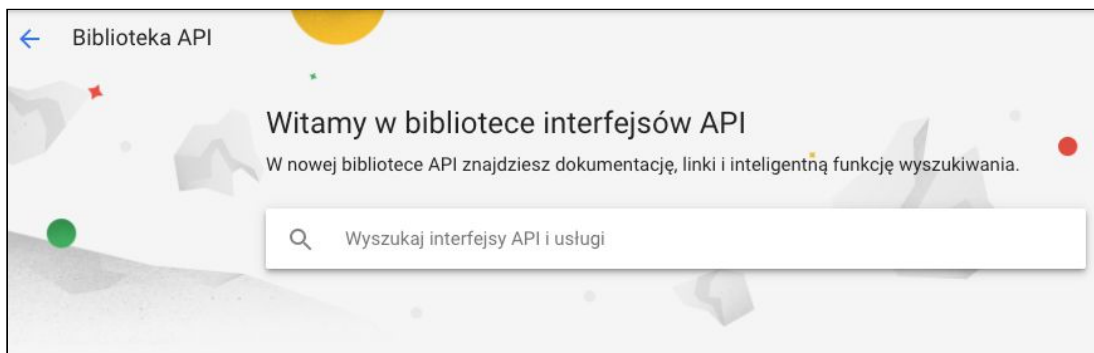 Biblioteka API
Witamy w bibliotece interfejsów API
W nowej bibliotece API znajdziesz dokumentację, linki i inteligentną funkcję wyszukiwania.
Wyszukaj interfejsy API i usługi